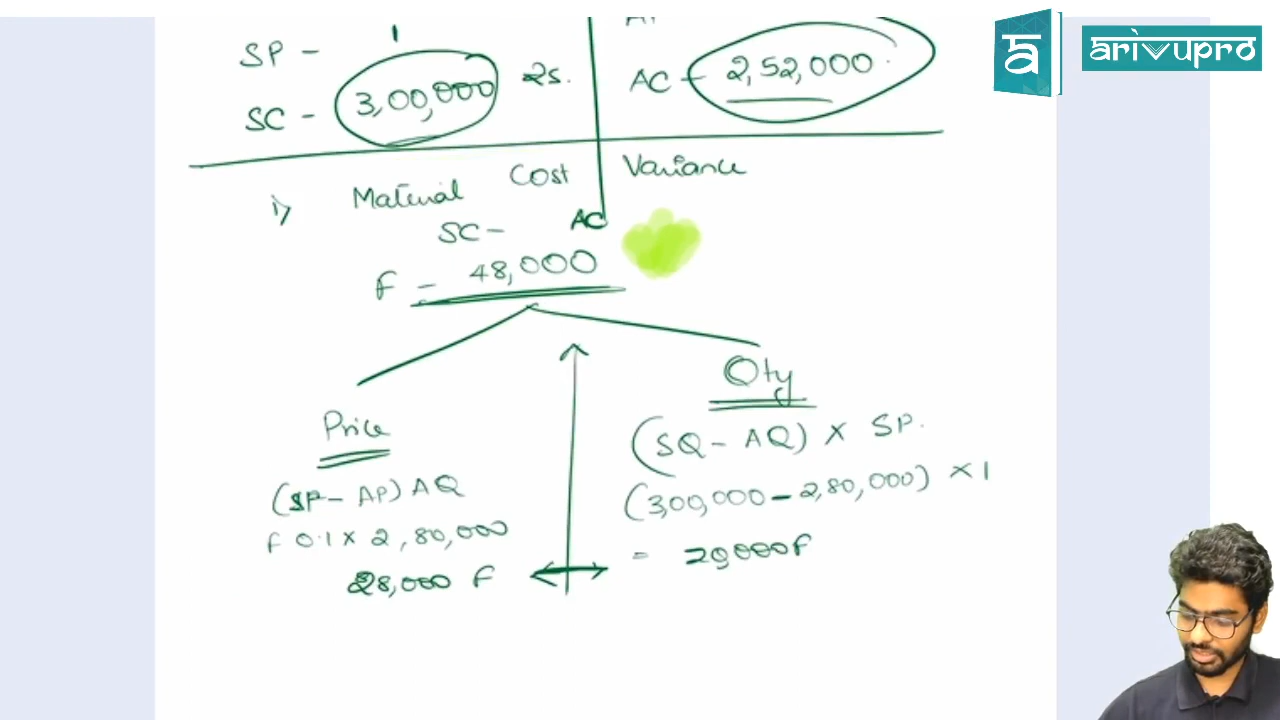 SP - 1
SC - 3,00,000 25.
AC - 2,52,000
arivupro
1) Material Cost Variance
SC - AC
F - 48,000
Price
(SP - AP) AQ
F 0.1 x 2,80,000
28,000 F
Qty
(SQ - AQ) x SP.
(3,00,000 - 2,80,000) x 1
= 20,000 F